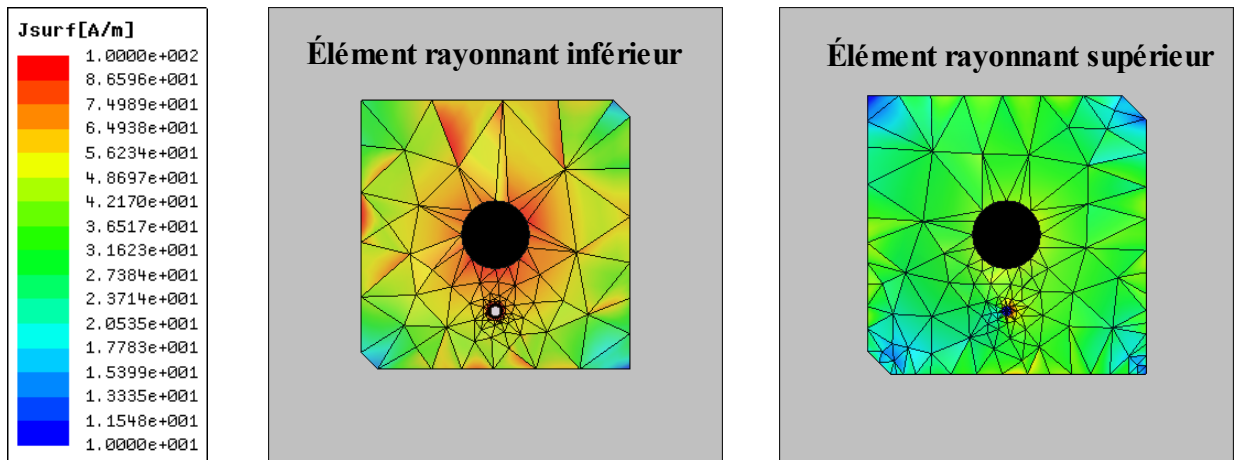 Jsurf[A/m]
1.0000e+002
8.6596e+001
7.4989e+001
6.4938e+001
5.6234e+001
4.8697e+001
4.2170e+001
3.6517e+001
3.1623e+001
2.7384e+001
2.3714e+001
2.0535e+001
1.7783e+001
1.5399e+001
1.3335e+001
1.1548e+001
1.0000e+001
Élément rayonnant inférieur
Élément rayonnant supérieur